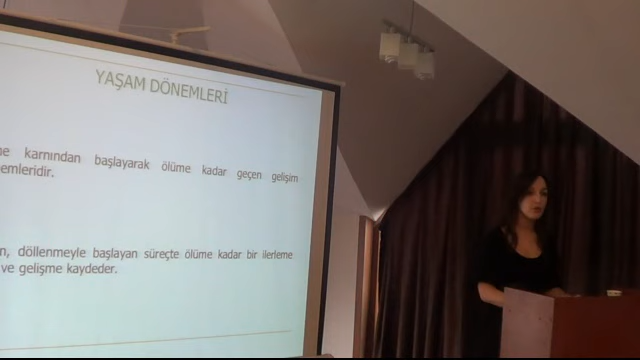 YAŞAM DÖNEMLERİ
karnından başlayarak ölüme kadar geçen gelişim
emleridir.
döllenmeyle başlayan süreçte ölüme kadar bir ilerleme
ve gelişme kaydeder.